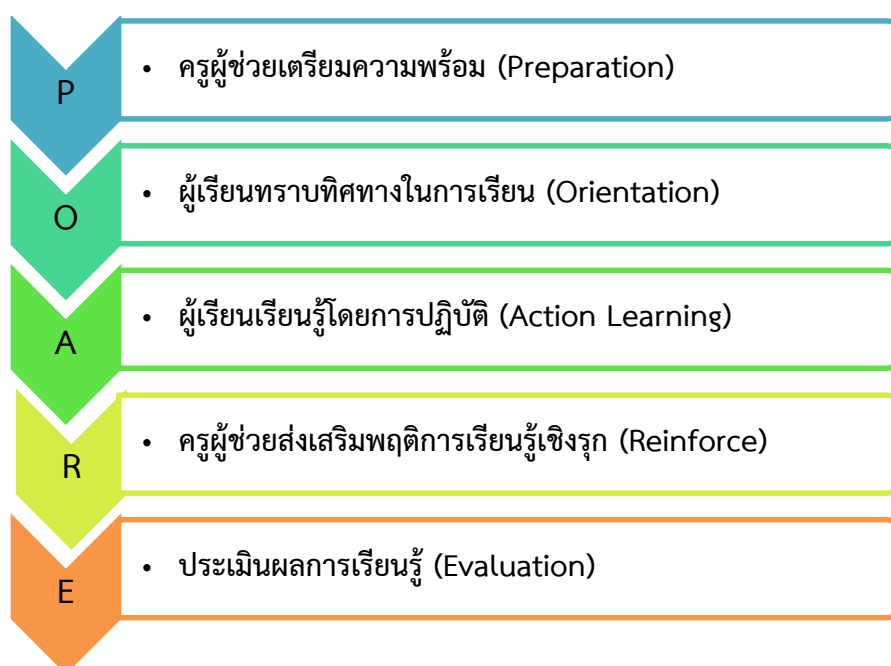 P
• ครูผู้ช่วยเตรียมความพร้อม (Preparation)
O
• ผู้เรียนทราบทิศทางในการเรียน (Orientation)
A
• ผู้เรียนเรียนรู้โดยการปฏิบัติ (Action Learning)
R
• ครูผู้ช่วยส่งเสริมพฤติการเรียนรู้เชิงรุก (Reinforce)
E
• ประเมินผลการเรียนรู้ (Evaluation)